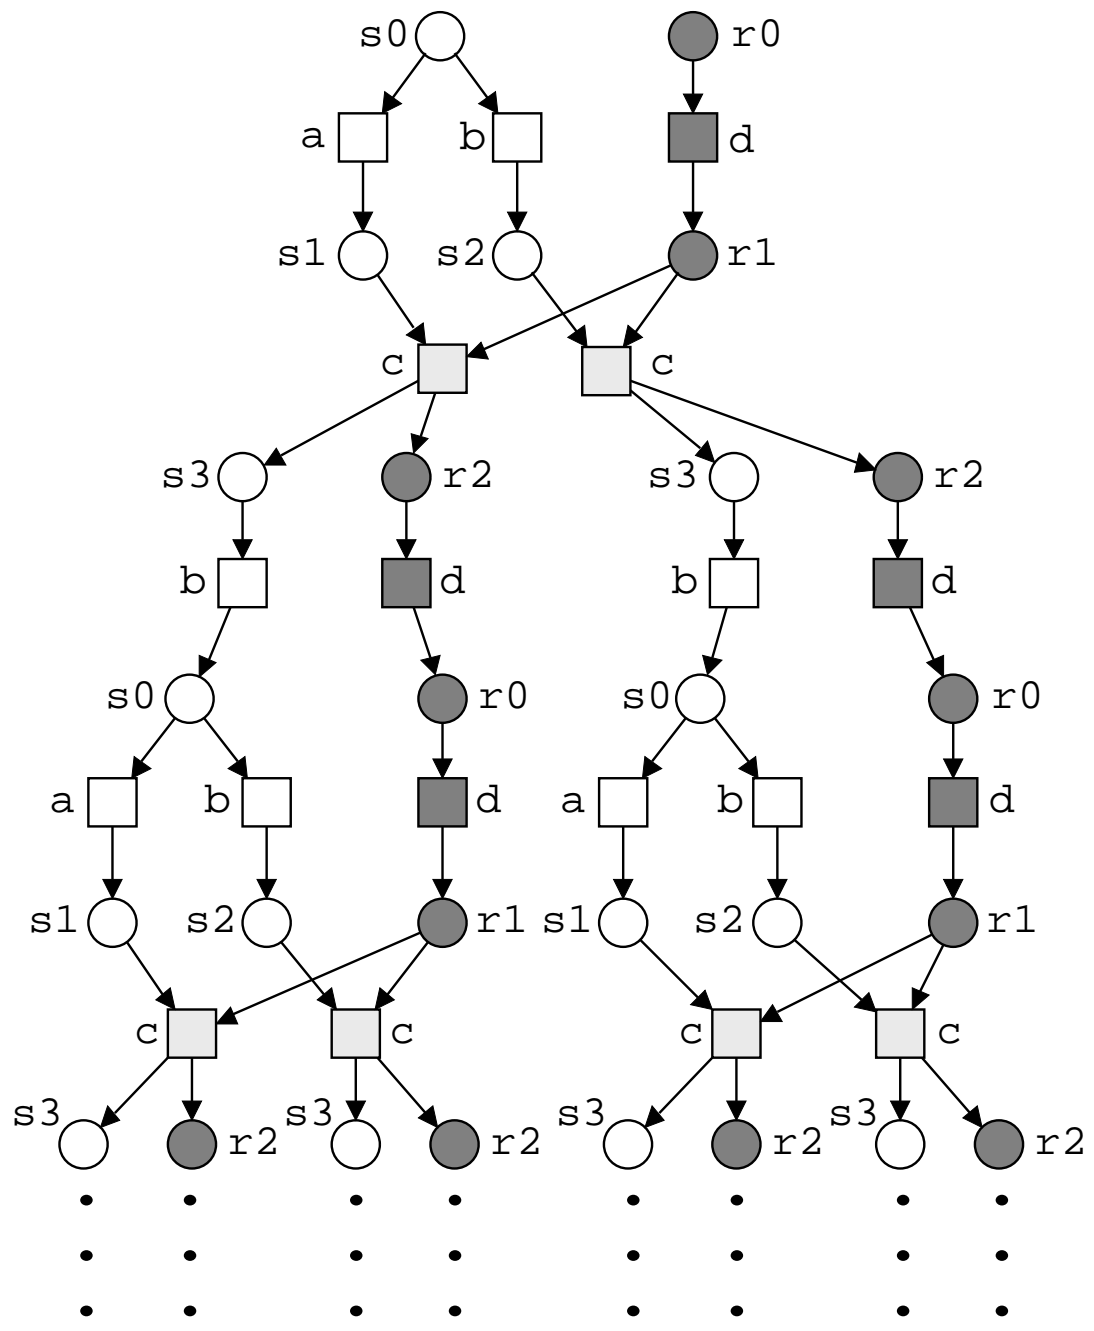 s0 r0
a b d
s1 s2 r1
c c
s3 r2 s3 r2
b d b d
s0 r0 s0 r0
a b d a b d
s1 s2 r1 s1 s2 r1
c c c c
s3 r2 s3 r2 s3 r2 s3 r2